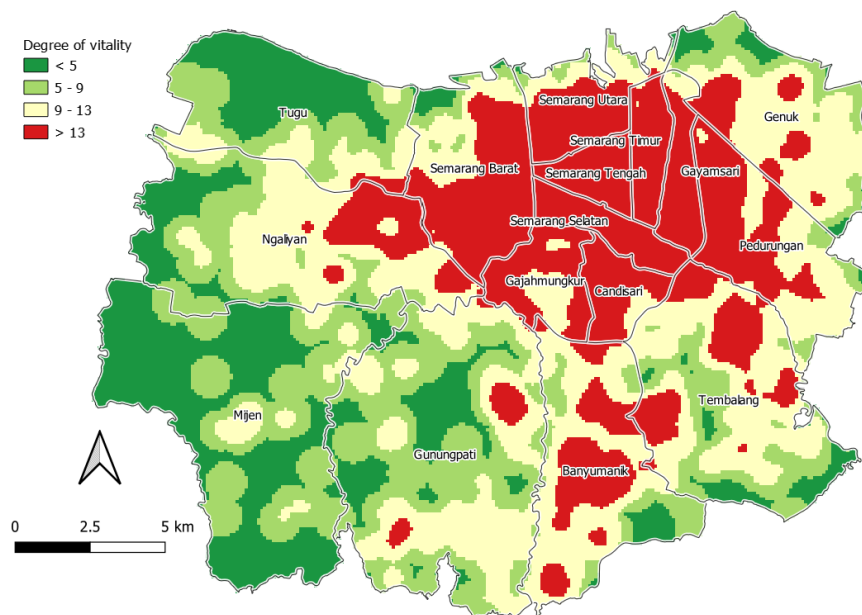 Degree of vitality
< 5
5 - 9
9 - 13
> 13
Tugu
Semarang Utara
Genuk
Semarang Timur
Semarang Barat
Semarang Tengah
Gayamsari
Semarang Selatan
Ngaliyan
Pedurungan
Gajahmungkur
Candisari
Mijen
Tembalang
Gunungpati
Banyumanik
0 2.5 5 km